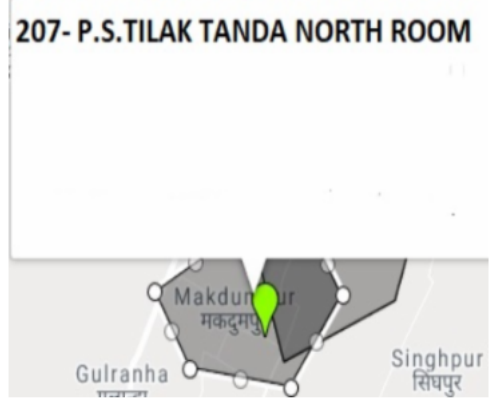 207- P.S.TILAK TANDA NORTH ROOM
Gulranha
Singhpur
सिंघपुर